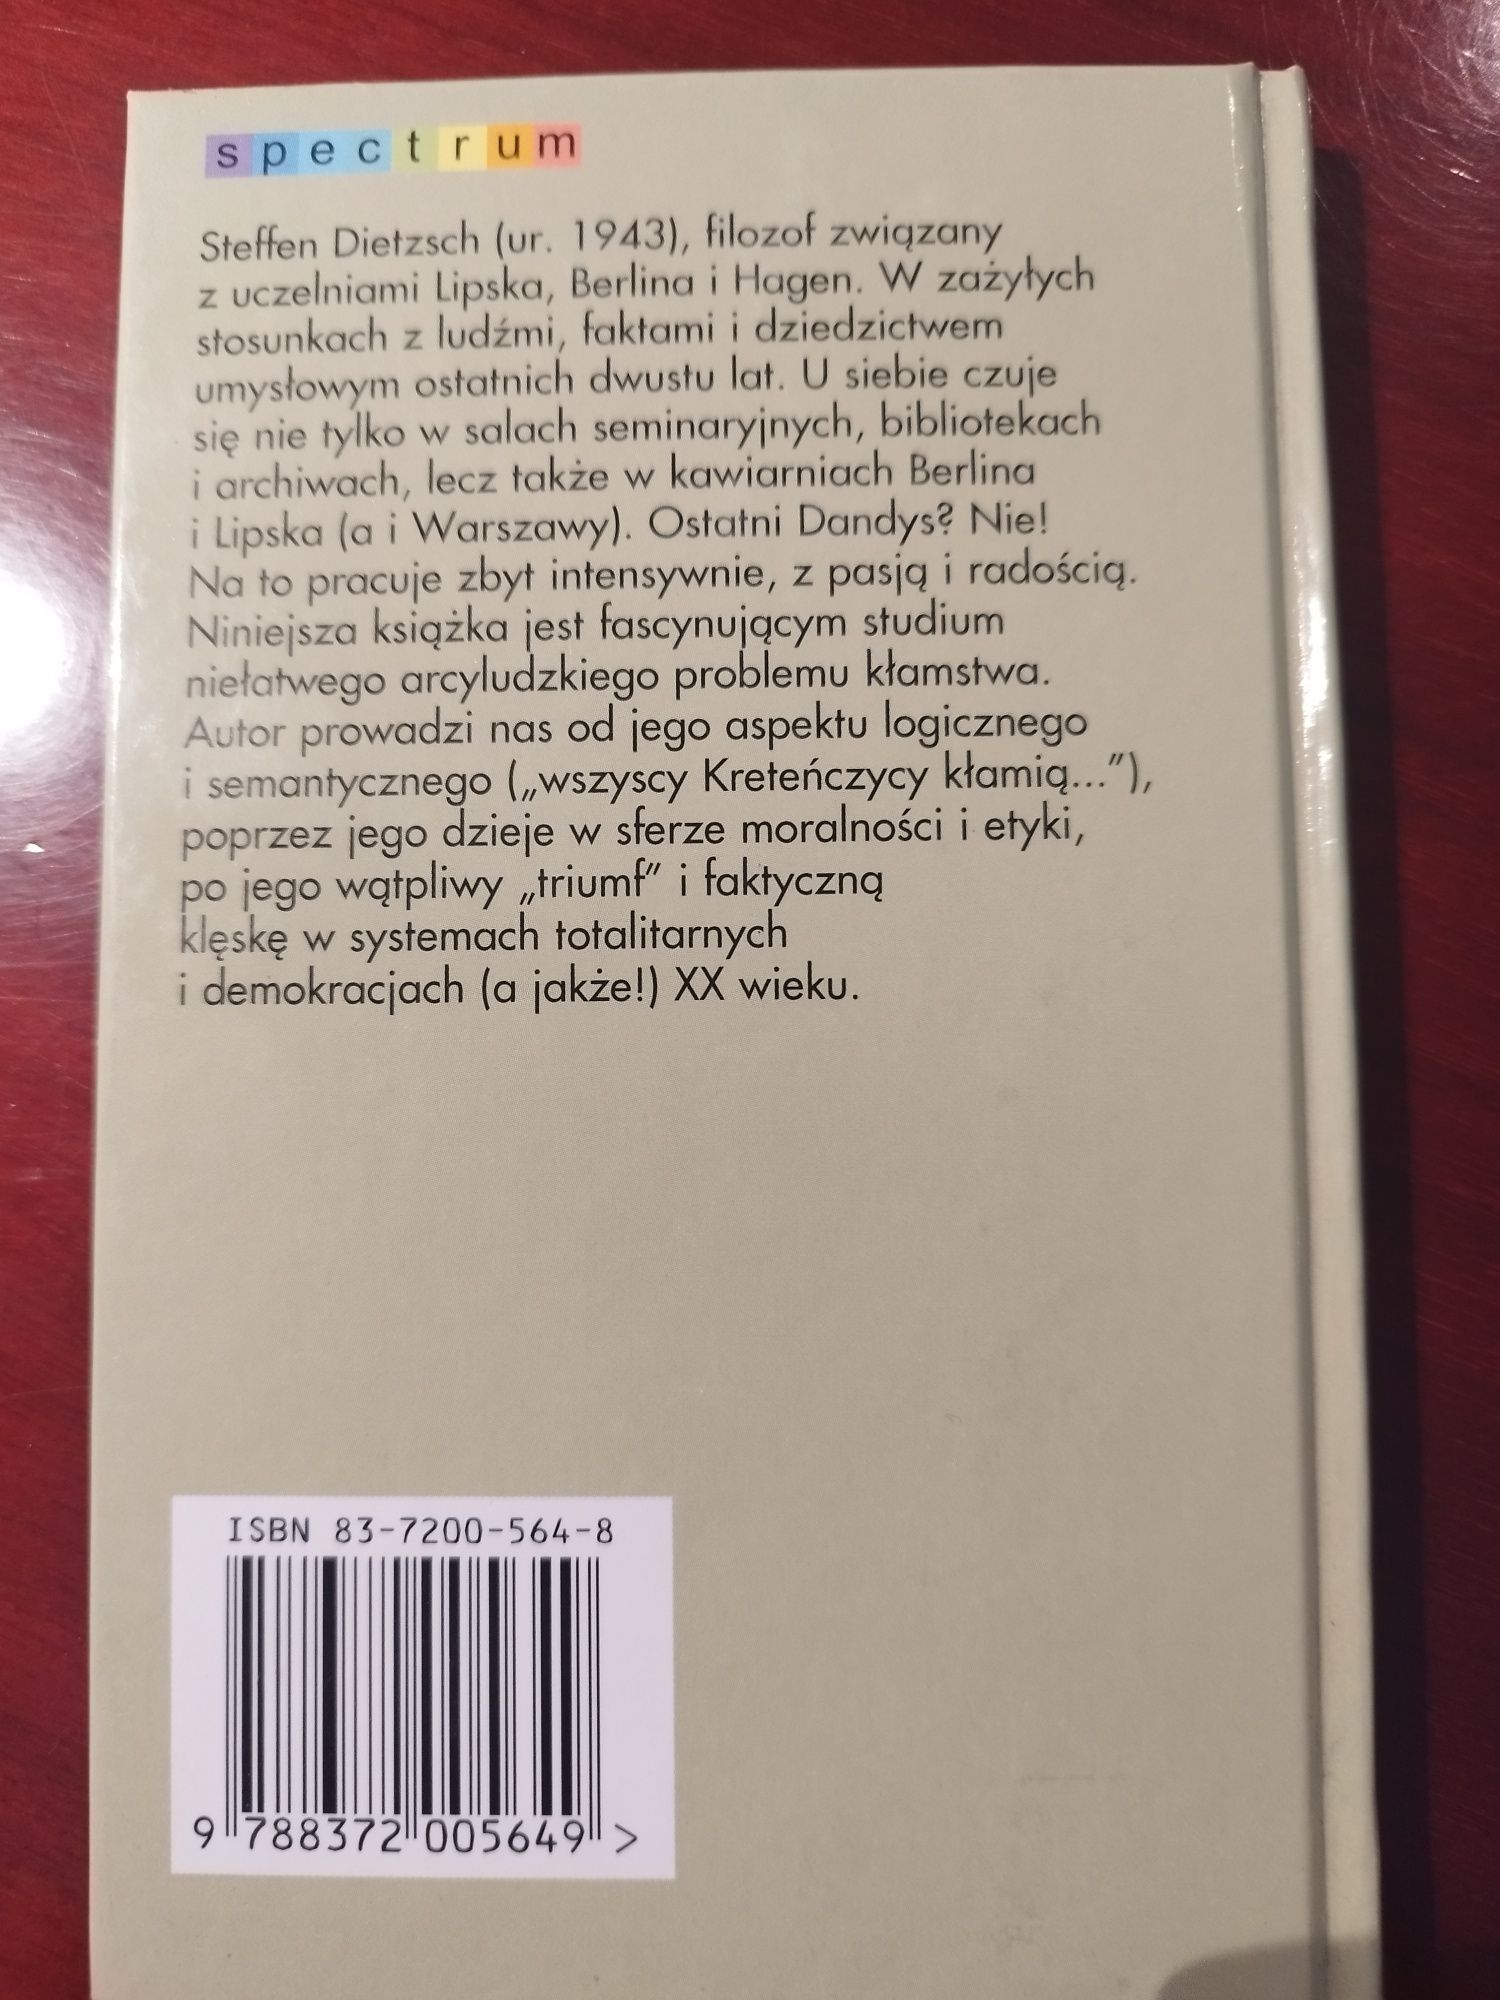 spectrum
Steffen Dietzsch (ur. 1943), filozof związany
z uczelniami Lipska, Berlina i Hagen. W zażyłych
stosunkach z ludźmi, faktami i dziedzictwem
umysłowym ostatnich dwustu lat. U siebie czuje
się nie tylko w salach seminaryjnych, bibliotekach
i archiwach, lecz także w kawiarniach Berlina
i Lipska (a i Warszawy). Ostatni Dandys? Nie!
Na to pracuje zbyt intensywnie, z pasją i radością.
Niniejsza książka jest fascynującym studium
niełatwego arcyludzkiego problemu kłamstwa.
Autor prowadzi nas od jego aspektu logicznego
i semantycznego („wszyscy Kreteńczycy kłamią...”),
poprzez jego dzieje w sferze moralności i etyki,
po jego wątpliwy „triumf” i faktyczną
klęskę w systemach totalitarnych
i demokracjach (a jakże!) XX wieku.
ISBN 83-7200-564-8
9 788372 005649 >